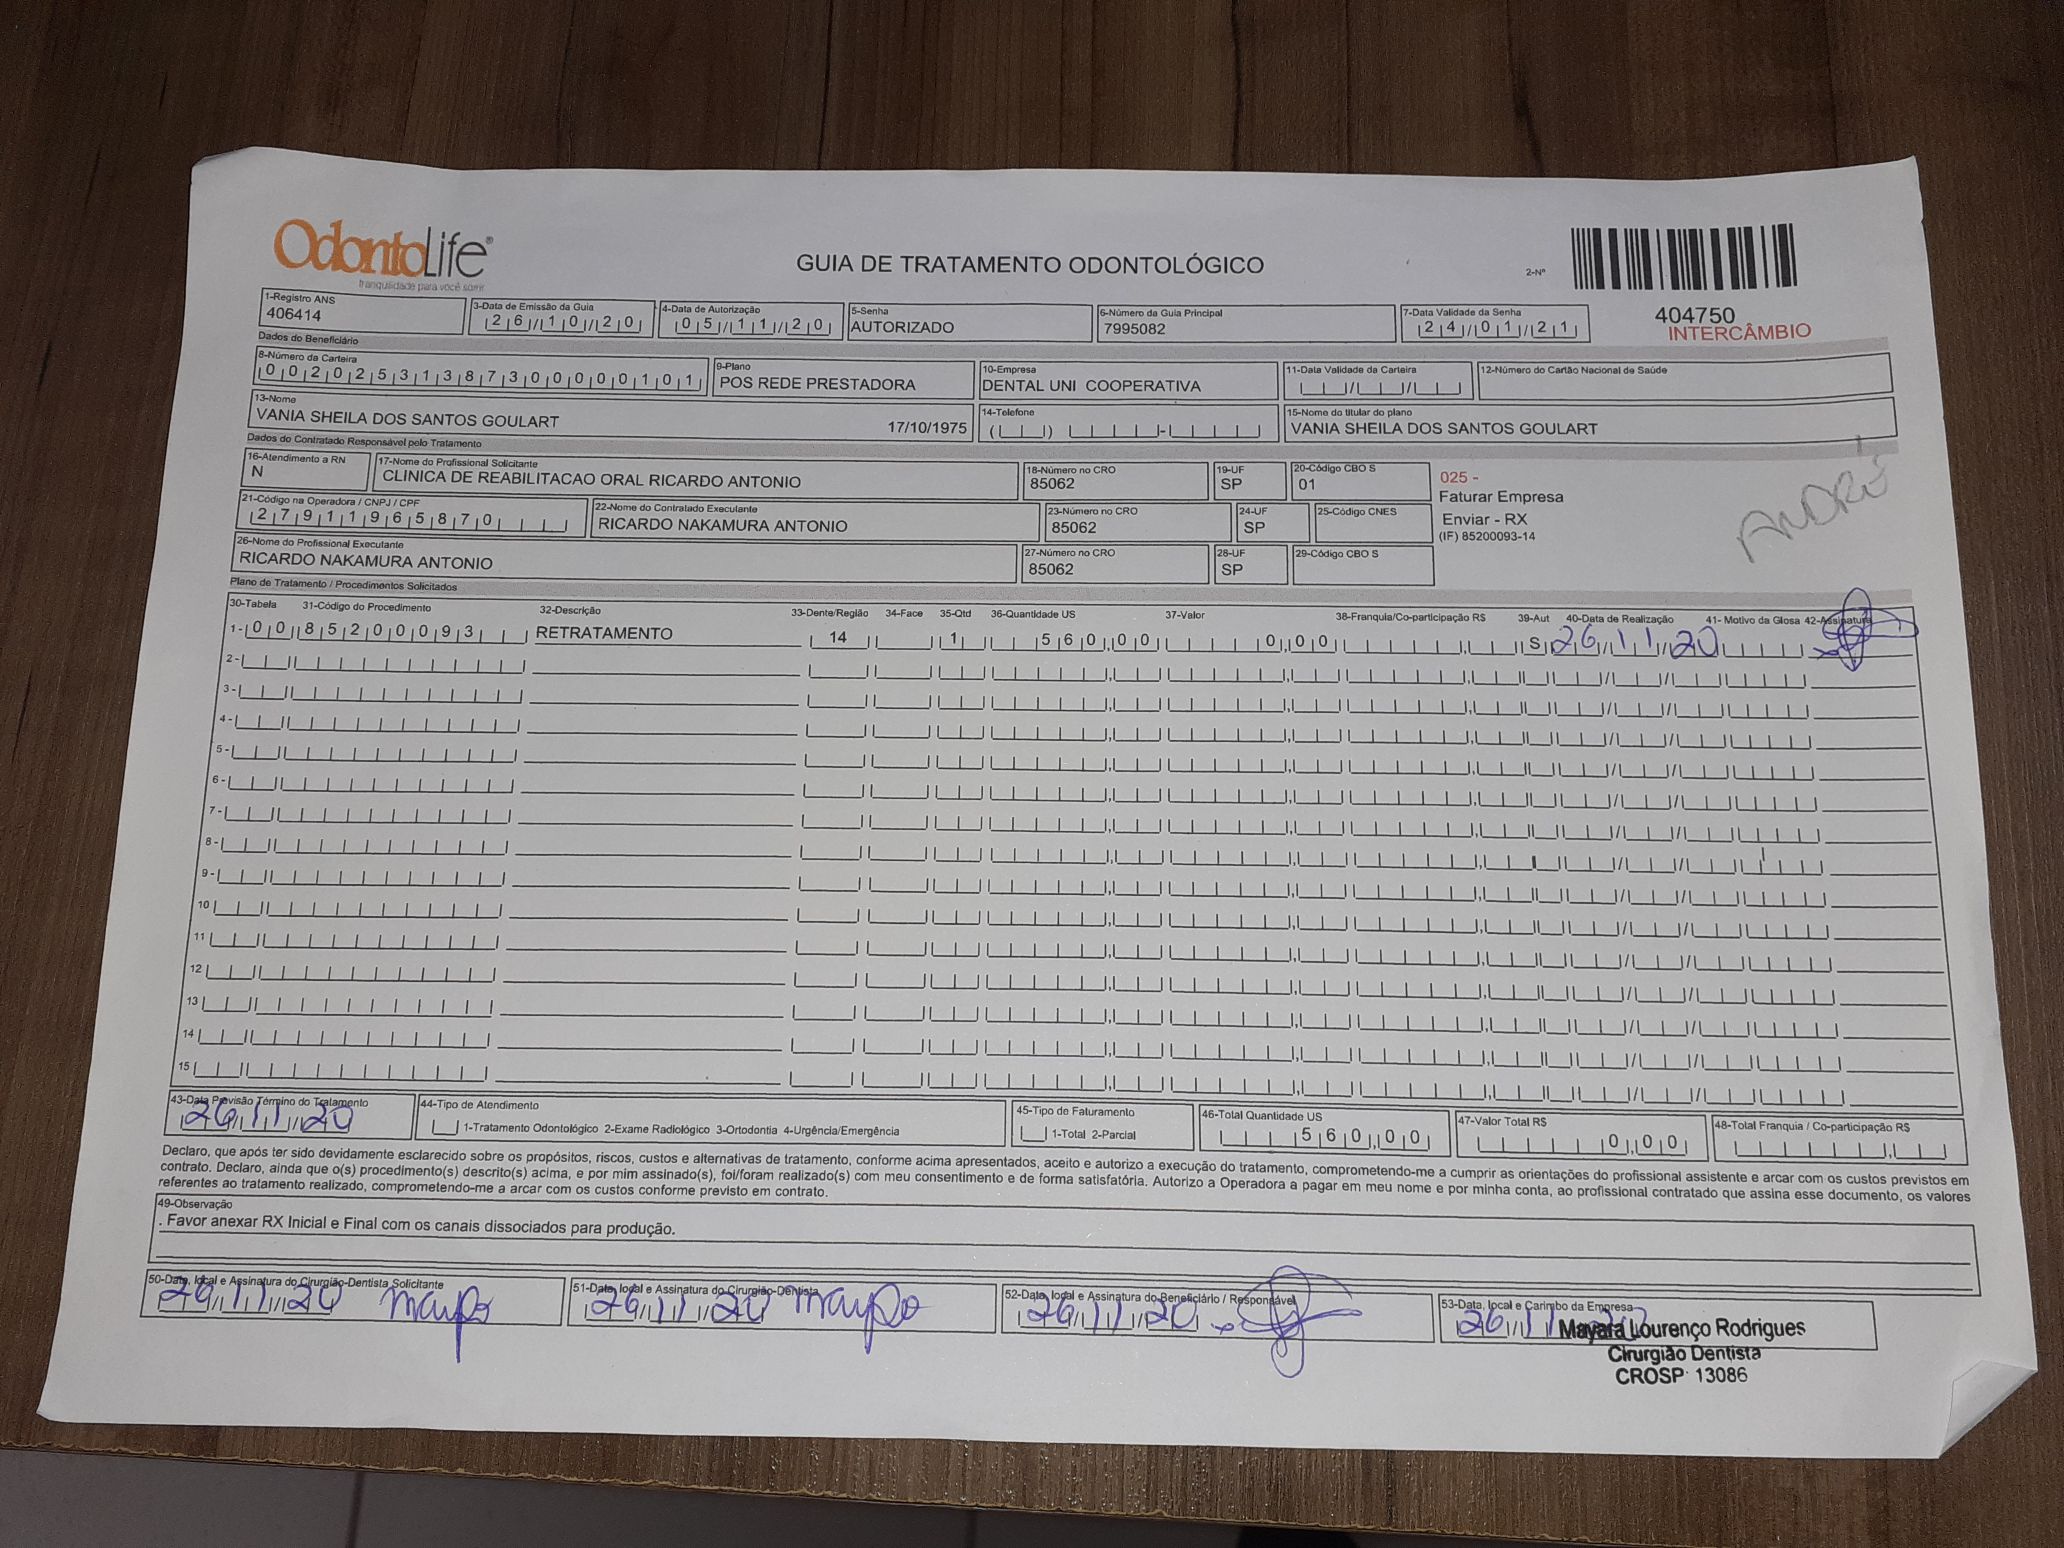 OdontoLife®
tranquilidade para você sorrir
GUIA DE TRATAMENTO ODONTOLÓGICO
2-Nº
404750
INTERCÂMBIO
1-Registro ANS
406414
3-Data de Emissão da Guia
26/10/20
4-Data de Autorização
05/11/20
5-Senha
AUTORIZADO
6-Número da Guia Principal
7995082
7-Data Validade da Senha
24/01/21
Dados do Beneficiário
8-Número da Carteira
00202531387300000101
9-Plano
POS REDE PRESTADORA
10-Empresa
DENTAL UNI COOPERATIVA
11-Data Validade da Carteira
12-Número do Cartão Nacional de Saúde
13-Nome
VANIA SHEILA DOS SANTOS GOULART 17/10/1975
14-Telefone
15-Nome do titular do plano
VANIA SHEILA DOS SANTOS GOULART
Dados do Contratado Responsável pelo Tratamento
16-Atendimento a RN
N
17-Nome do Profissional Solicitante
CLINICA DE REABILITACAO ORAL RICARDO ANTONIO
18-Número no CRO
85062
19-UF
SP
20-Código CBO S
01
025 -
Faturar Empresa
Enviar - RX
(IF) 85200093-14
ANDRÉ
21-Código na Operadora / CNPJ / CPF
27911965870
22-Nome do Contratado Executante
RICARDO NAKAMURA ANTONIO
23-Número no CRO
85062
24-UF
SP
25-Código CNES
26-Nome do Profissional Executante
RICARDO NAKAMURA ANTONIO
27-Número no CRO
85062
28-UF
SP
29-Código CBO S
Plano de Tratamento / Procedimentos Solicitados
30-Tabela 31-Código do Procedimento 32-Descrição 33-Dente/Região 34-Face 35-Qtd 36-Quantidade US 37-Valor 38-Franquia/Co-participação R$ 39-Aut 40-Data de Realização 41- Motivo da Glosa 42-Assinatura
1- 00 85200093 RETRATAMENTO 14 1 560,00 0,00 S 26/11/20
2-
3-
4-
5-
6-
7-
8-
9-
10
11
12
13
14
15
43-Data Previsão Término do Tratamento
26/11/20
44-Tipo de Atendimento
1-Tratamento Odontológico 2-Exame Radiológico 3-Ortodontia 4-Urgência/Emergência
45-Tipo de Faturamento
1-Total 2-Parcial
46-Total Quantidade US
560,00
47-Valor Total R$
0,00
48-Total Franquia / Co-participação R$
Declaro, que após ter sido devidamente esclarecido sobre os propósitos, riscos, custos e alternativas de tratamento, conforme acima apresentados, aceito e autorizo a execução do tratamento, comprometendo-me a cumprir as orientações do profissional assistente e arcar com os custos previstos em
contrato. Declaro, ainda que o(s) procedimento(s) descrito(s) acima, e por mim assinado(s), foi/foram realizado(s) com meu consentimento e de forma satisfatória. Autorizo a Operadora a pagar em meu nome e por minha conta, ao profissional contratado que assina esse documento, os valores
referentes ao tratamento realizado, comprometendo-me a arcar com os custos conforme previsto em contrato.
49-Observação
. Favor anexar RX Inicial e Final com os canais dissociados para produção.
50-Data, local e Assinatura do Cirurgião-Dentista Solicitante
26/11/20
51-Data, local e Assinatura do Cirurgião-Dentista
26/11/20
52-Data, local e Assinatura do Beneficiário / Responsável
26/11/20
53-Data, local e Carimbo da Empresa
26/11/20
Mayara Lourenço Rodrigues
Cirurgião Dentista
CROSP 13086